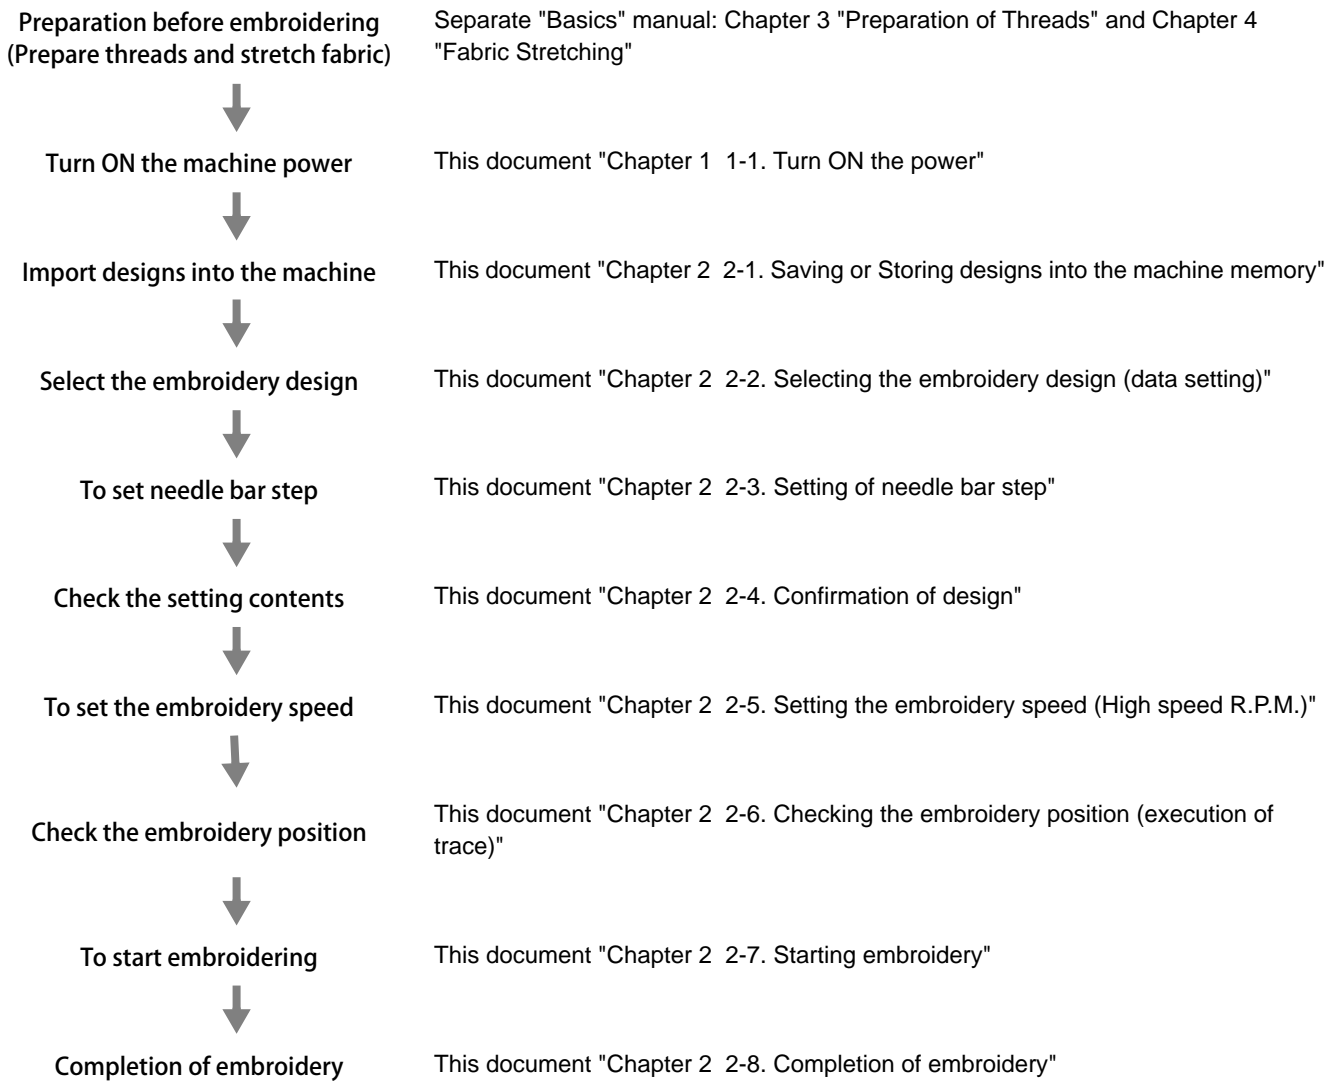 Preparation before embroidering
(Prepare threads and stretch fabric)
Separate "Basics" manual: Chapter 3 "Preparation of Threads" and Chapter 4
"Fabric Stretching"
Turn ON the machine power
This document "Chapter 1  1-1. Turn ON the power"
Import designs into the machine
This document "Chapter 2  2-1. Saving or Storing designs into the machine memory"
Select the embroidery design
This document "Chapter 2  2-2. Selecting the embroidery design (data setting)"
To set needle bar step
This document "Chapter 2  2-3. Setting of needle bar step"
Check the setting contents
This document "Chapter 2  2-4. Confirmation of design"
To set the embroidery speed
This document "Chapter 2  2-5. Setting the embroidery speed (High speed R.P.M.)"
Check the embroidery position
This document "Chapter 2  2-6. Checking the embroidery position (execution of
trace)"
To start embroidering
This document "Chapter 2  2-7. Starting embroidery"
Completion of embroidery
This document "Chapter 2  2-8. Completion of embroidery"